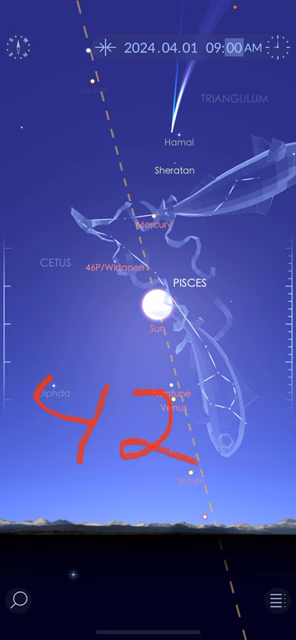 2024.04.01 09:00 AM
Jupiter
TRIANGULUM
Hamal
Sheratan
Mercury
CETUS
46P/Wirtanen
PISCES
Sun
Diphda
Neptune
Venus
42
Saturn